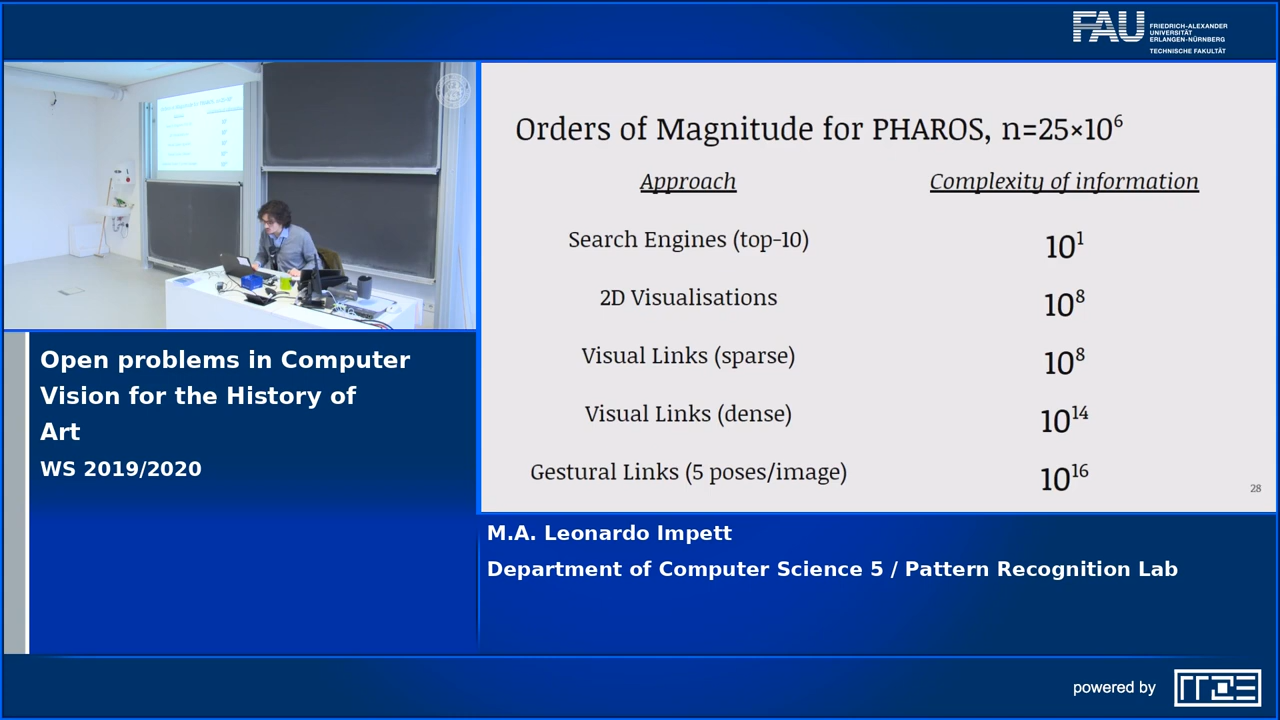 FAU
FRIEDRICH-ALEXANDER
UNIVERSITÄT
ERLANGEN-NÜRNBERG
TECHNISCHE FAKULTÄT
Orders of Magnitude for PHAROS, n=25×10⁶
Approach Complexity of information
Search Engines (top-10) 10¹
2D Visualisations 10⁸
Visual Links (sparse) 10⁸
Visual Links (dense) 10¹⁴
Gestural Links (5 poses/image) 10¹⁶
28
Open problems in Computer
Vision for the History of
Art
WS 2019/2020
M.A. Leonardo Impett
Department of Computer Science 5 / Pattern Recognition Lab
powered by